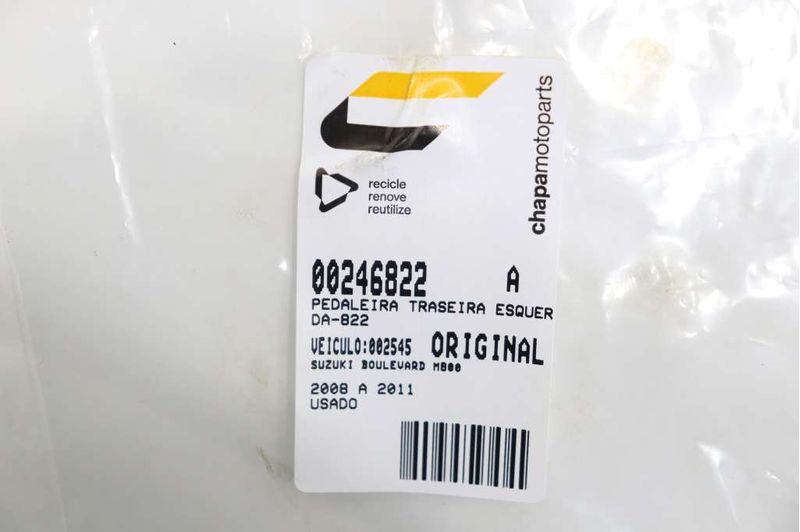 chapamotoparts
recicle
renove
reutilize
00246822 A
PEDALEIRA TRASEIRA ESQUER
DA-822
VEICULO:002545 ORIGINAL
SUZUKI BOULEVARD M800
2008 A 2011
USADO